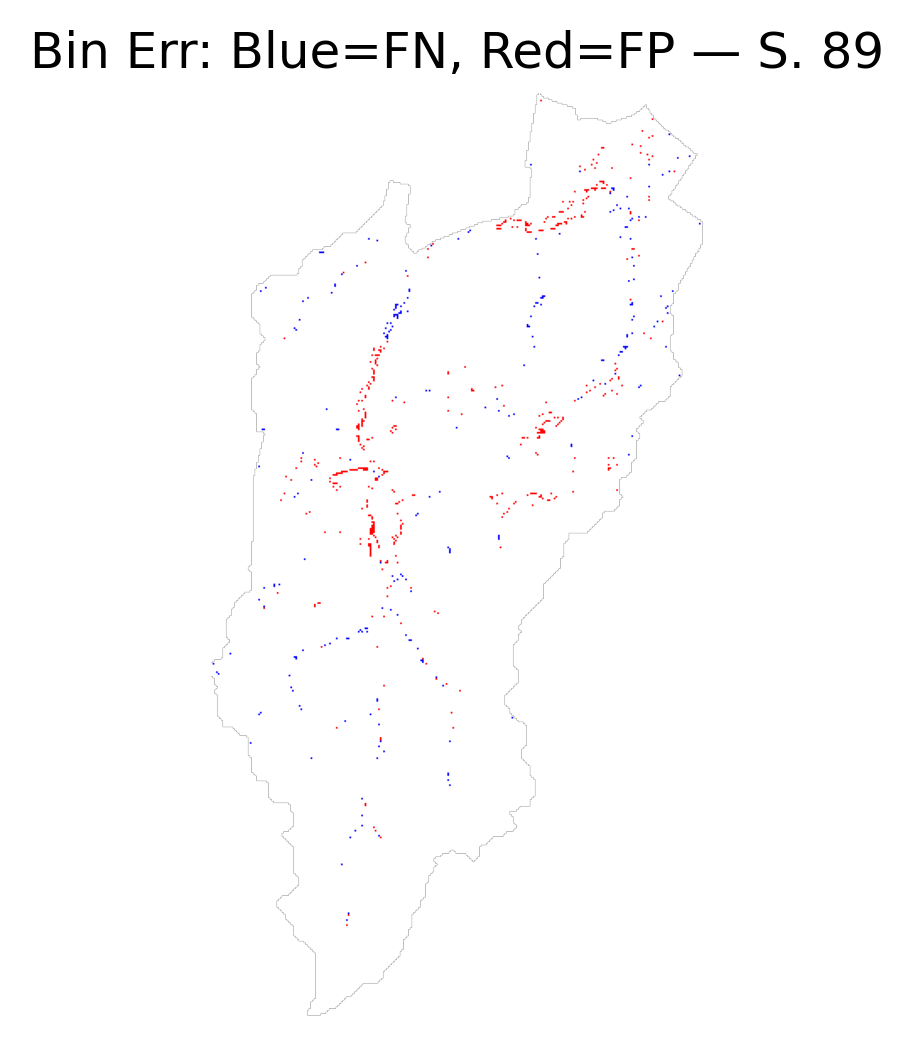 Bin Err: Blue=FN, Red=FP — S. 89